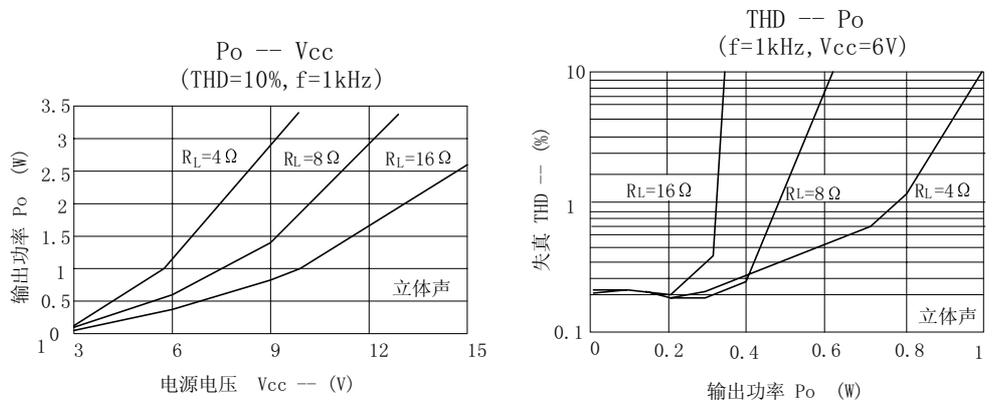 Po -- Vcc
(THD=10%, f=1kHz)
输出功率 Po (W)
3.5
3
2.5
2
1.5
1
0.5
0
1
3
6
9
12
15
RL=4Ω
RL=8Ω
RL=16Ω
立体声
电源电压 Vcc -- (V)
THD -- Po
(f=1kHz, Vcc=6V)
失真 THD -- (%)
10
1
0.1
0
0.2
0.4
0.6
0.8
1
RL=16Ω
RL=8Ω
RL=4Ω
立体声
输出功率 Po (W)